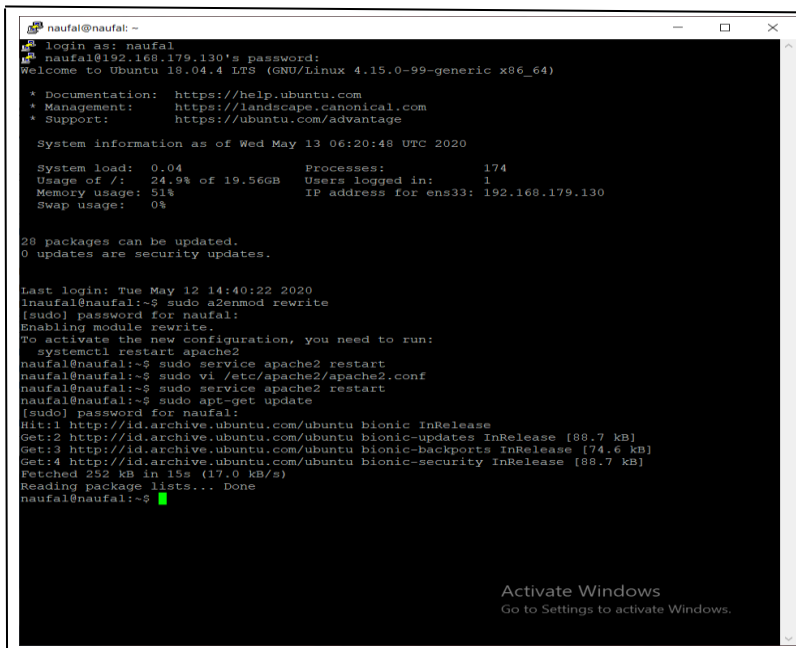 naufal@naufal: ~
login as: naufal
naufal@192.168.179.130's password:
Welcome to Ubuntu 18.04.4 LTS (GNU/Linux 4.15.0-99-generic x86_64)
* Documentation: https://help.ubuntu.com
* Management: https://landscape.canonical.com
* Support: https://ubuntu.com/advantage
System information as of Wed May 13 06:20:48 UTC 2020
System load: 0.04 Processes: 174
Usage of /: 24.9% of 19.56GB Users logged in: 1
Memory usage: 51% IP address for ens33: 192.168.179.130
Swap usage: 0%
28 packages can be updated.
0 updates are security updates.
Last login: Tue May 12 14:40:22 2020
1naufal@naufal:~$ sudo a2enmod rewrite
[sudo] password for naufal:
Enabling module rewrite.
To activate the new configuration, you need to run:
systemctl restart apache2
naufal@naufal:~$ sudo service apache2 restart
naufal@naufal:~$ sudo vi /etc/apache2/apache2.conf
naufal@naufal:~$ sudo service apache2 restart
naufal@naufal:~$ sudo apt-get update
[sudo] password for naufal:
Hit:1 http://id.archive.ubuntu.com/ubuntu bionic InRelease
Get:2 http://id.archive.ubuntu.com/ubuntu bionic-updates InRelease [88.7 kB]
Get:3 http://id.archive.ubuntu.com/ubuntu bionic-backports InRelease [74.6 kB]
Get:4 http://id.archive.ubuntu.com/ubuntu bionic-security InRelease [88.7 kB]
Fetched 252 kB in 15s (17.0 kB/s)
Reading package lists... Done
naufal@naufal:~$
Activate Windows
Go to Settings to activate Windows.